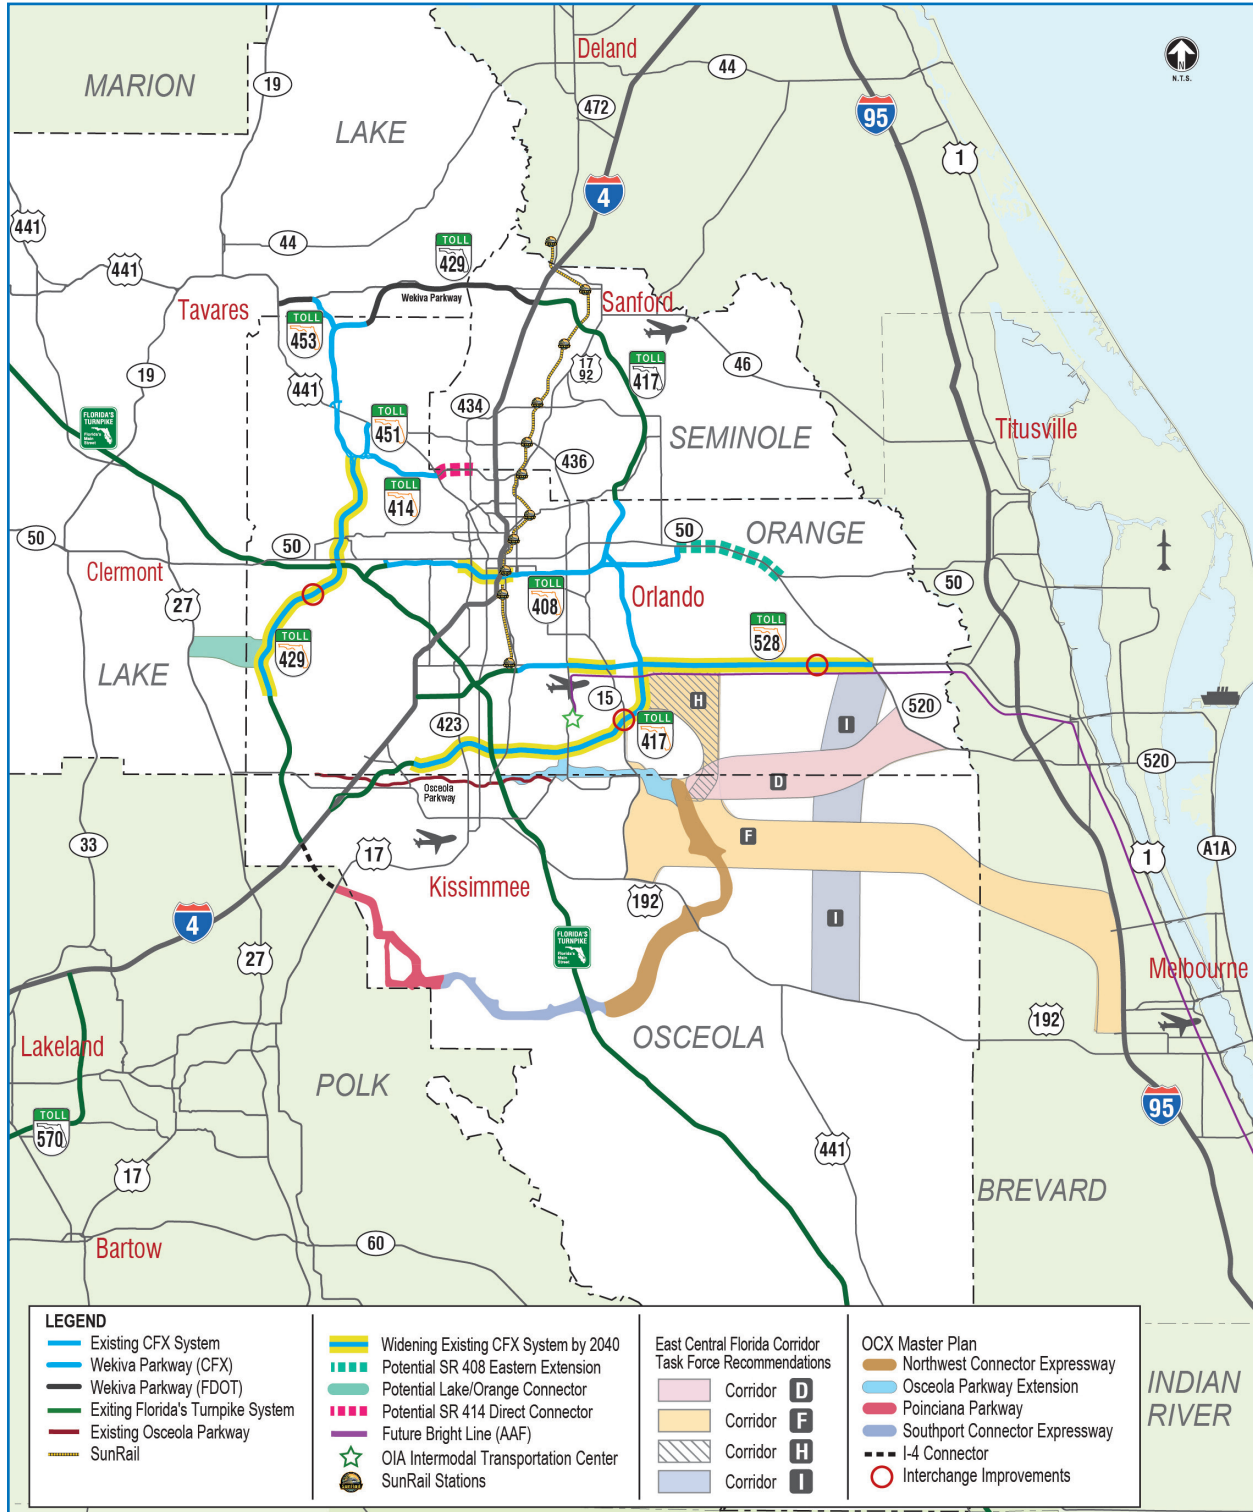 Deland
44
N
N.T.S.
MARION
19
472
95
LAKE
1
4
441
44
TOLL
429
441
Wekiva Parkway
Tavares
Sanford
TOLL
453
17
92
TOLL
417
46
19
441
434
FLORIDA'S
TURNPIKE
Florida's
Main
Street
TOLL
451
SEMINOLE
Titusville
436
TOLL
414
50
50
50
ORANGE
Clermont
50
27
TOLL
408
Orlando
TOLL
528
TOLL
429
LAKE
15
H
520
423
I
TOLL
417
520
D
Osceola
Parkway
33
17
F
1
A1A
Kissimmee
192
4
I
27
FLORIDA'S
TURNPIKE
Florida's
Main
Street
Melbourne
192
OSCEOLA
Lakeland
POLK
95
TOLL
570
441
17
BREVARD
Bartow
60
LEGEND
Existing CFX System
Wekiva Parkway (CFX)
Wekiva Parkway (FDOT)
Exiting Florida's Turnpike System
Existing Osceola Parkway
SunRail
Widening Existing CFX System by 2040
Potential SR 408 Eastern Extension
Potential Lake/Orange Connector
Potential SR 414 Direct Connector
Future Bright Line (AAF)
OIA Intermodal Transportation Center
SunRail Stations
East Central Florida Corridor
Task Force Recommendations
Corridor D
Corridor F
Corridor H
Corridor I
OCX Master Plan
Northwest Connector Expressway
Osceola Parkway Extension
Poinciana Parkway
Southport Connector Expressway
I-4 Connector
Interchange Improvements
INDIAN
RIVER